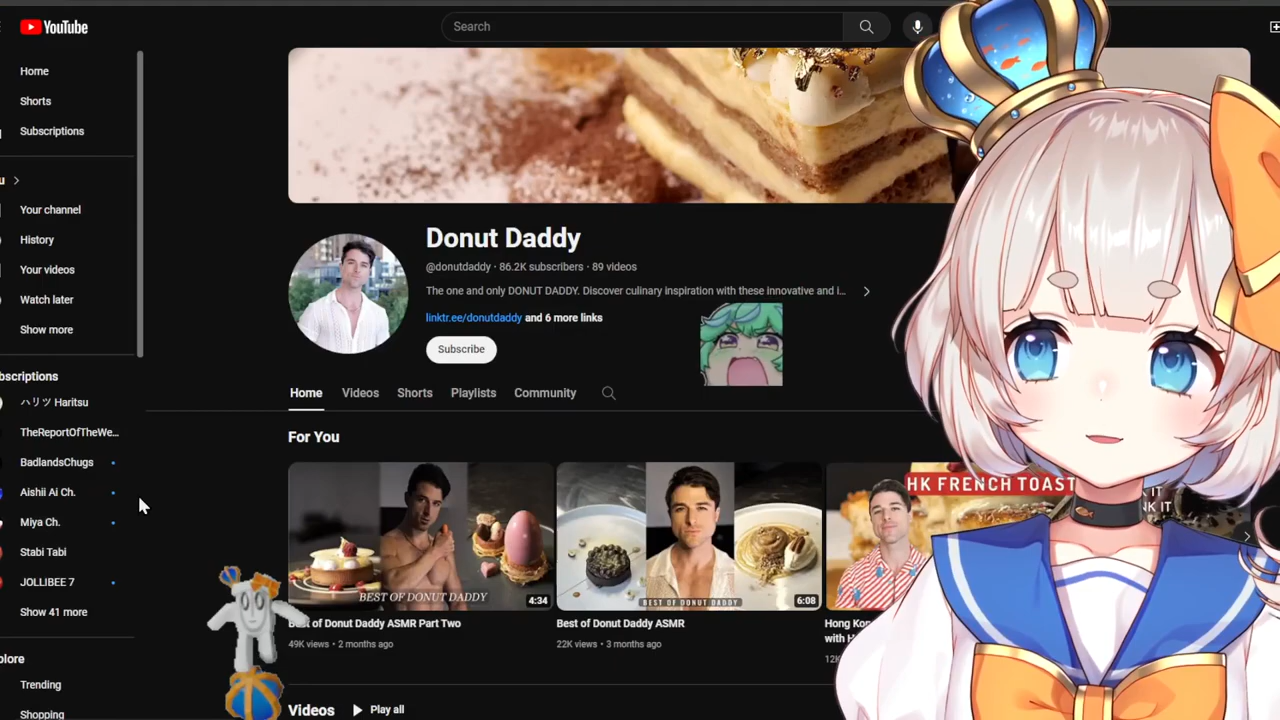 YouTube
Search
Home
Shorts
Subscriptions
Your channel
History
Your videos
Watch later
Show more
bscriptions
ハリツ Haritsu
TheReportOfTheWe...
BadlandsChugs
Aishii Ai Ch.
Miya Ch.
Stabi Tabi
JOLLIBEE 7
Show 41 more
plore
Trending
Shopping
Donut Daddy
@donutdaddy · 86.2K subscribers · 89 videos
The one and only DONUT DADDY. Discover culinary inspiration with these innovative and i...
linktr.ee/donutdaddy and 6 more links
Subscribe
Home Videos Shorts Playlists Community
For You
BEST OF DONUT DADDY
4:34
BEST OF DONUT DADDY
6:08
HK FRENCH TOAST
Best of Donut Daddy ASMR Part Two
49K views • 2 months ago
Best of Donut Daddy ASMR
22K views • 3 months ago
Hong Kon
with H
12K
Videos Play all